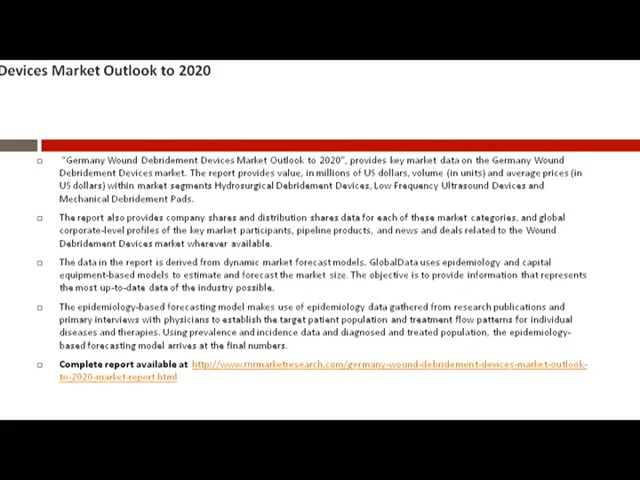 Devices Market Outlook to 2020
"Germany Wound Debridement Devices Market Outlook to 2020", provides key market data on the Germany Wound
Debridement Devices market. The report provides value, in millions of US dollars, volume (in units) and average prices (in
US dollars) within market segments Hydrosurgical Debridement Devices, Low Frequency Ultrasound Devices and
Mechanical Debridement Pads.
The report also provides company shares and distribution shares data for each of these market categories, and global
corporate-level profiles of the key market participants, pipeline products, and news and deals related to the Wound
Debridement Devices market wherever available.
The data in the report is derived from dynamic market forecast models. GlobalData uses epidemiology and capital
equipment-based models to estimate and forecast the market size. The objective is to provide information that represents
the most up-to-date data of the industry possible.
The epidemiology-based forecasting model makes use of epidemiology data gathered from research publications and
primary interviews with physicians to establish the target patient population and treatment flow patterns for individual
diseases and therapies. Using prevalence and incidence data and diagnosed and treated population, the epidemiology-
based forecasting model arrives at the final numbers.
Complete report available at http://www.rnrmarketresearch.com/germany-wound-debridement-devices-market-outlook-
to-2020-market-report.html